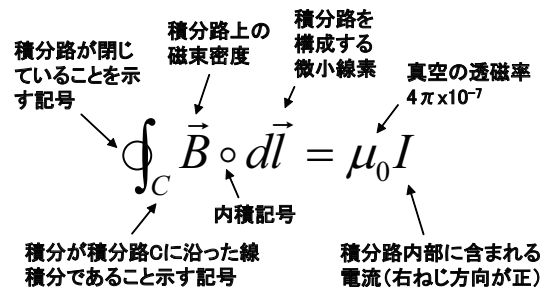 積分路が閉じ
ていることを示
す記号
積分路上の
磁束密度
積分路を
構成する
微小線素
真空の透磁率
4πx10⁻⁷
∮_C B⃗ ∘ dl⃗ = μ₀I
内積記号
積分が積分路Cに沿った線
積分であること示す記号
積分路内部に含まれる
電流(右ねじ方向が正)